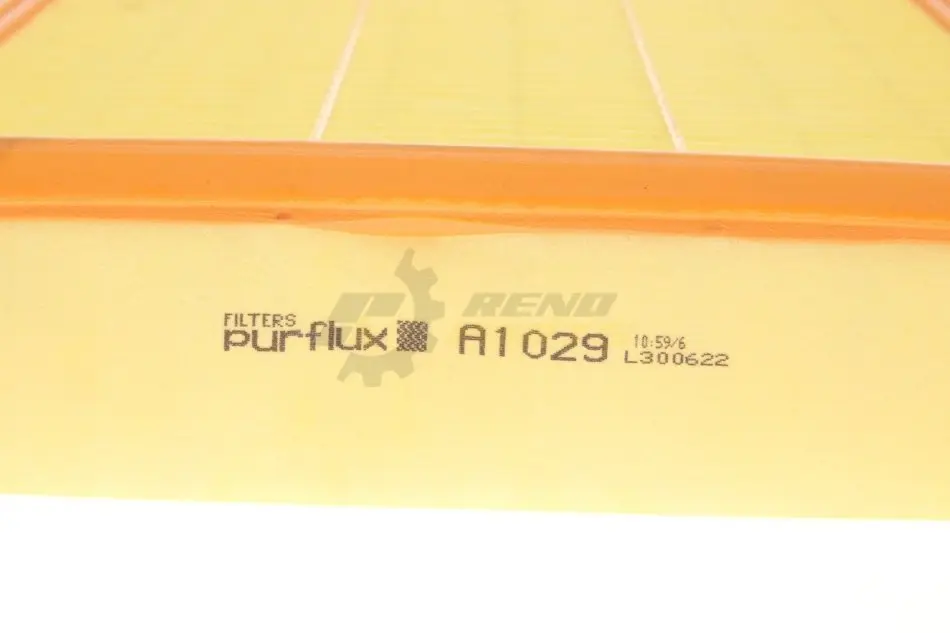 RENO
FILTERS
purflux A1029
10:59/6
L300622